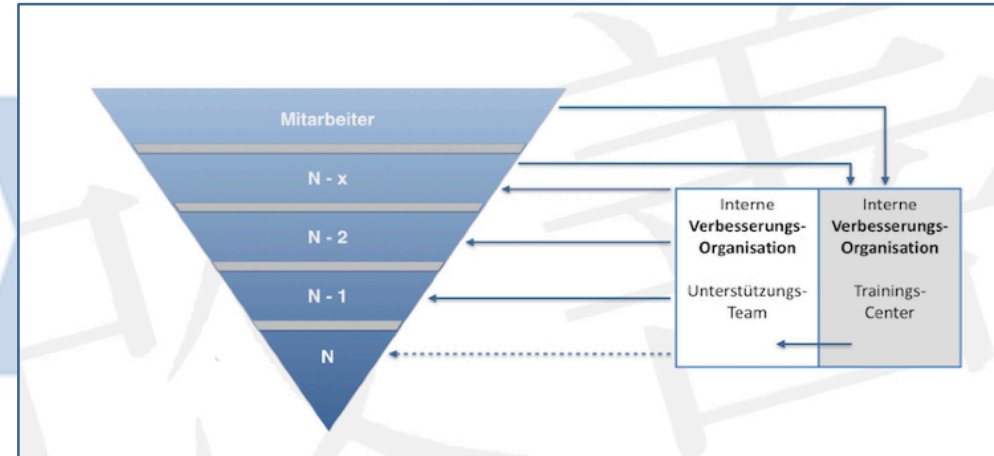 Mitarbeiter
N - x
N - 2
N - 1
N
Interne
Verbesserungs-
Organisation
Unterstützungs-
Team
Interne
Verbesserungs-
Organisation
Trainings-
Center